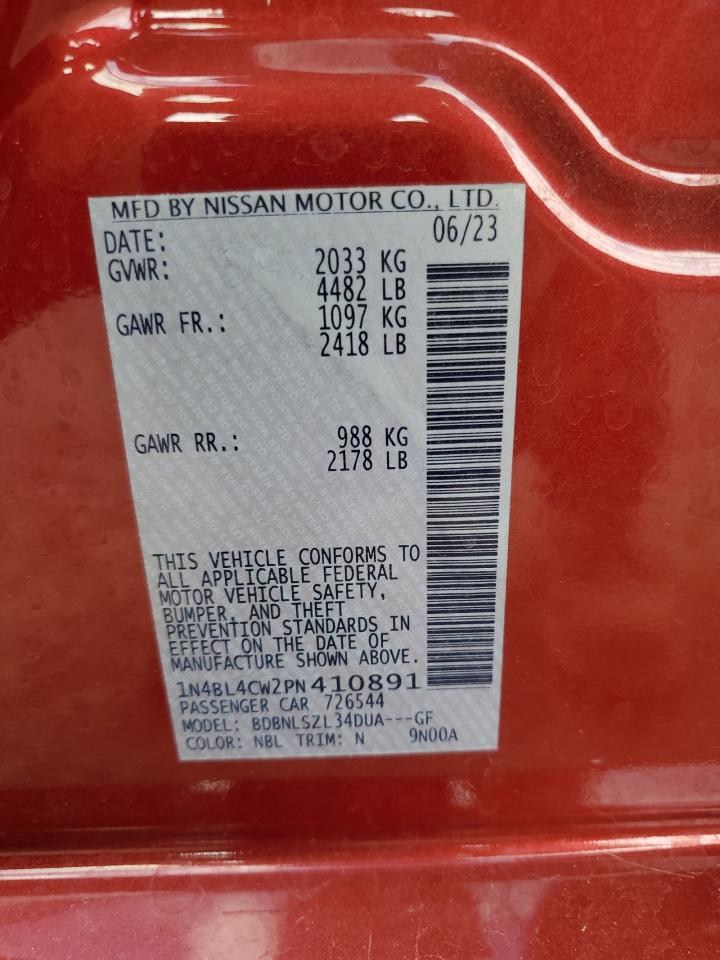 MFD BY NISSAN MOTOR CO., LTD.
DATE: 06/23
GVWR: 2033 KG
4482 LB
GAWR FR.: 1097 KG
2418 LB
GAWR RR.: 988 KG
2178 LB
THIS VEHICLE CONFORMS TO
ALL APPLICABLE FEDERAL
MOTOR VEHICLE SAFETY,
BUMPER, AND THEFT
PREVENTION STANDARDS IN
EFFECT ON THE DATE OF
MANUFACTURE SHOWN ABOVE.
1N4BL4CW2PN410891
PASSENGER CAR 726544
MODEL: BDBNLSZL34DUA---GF
COLOR: NBL TRIM: N 9N00A